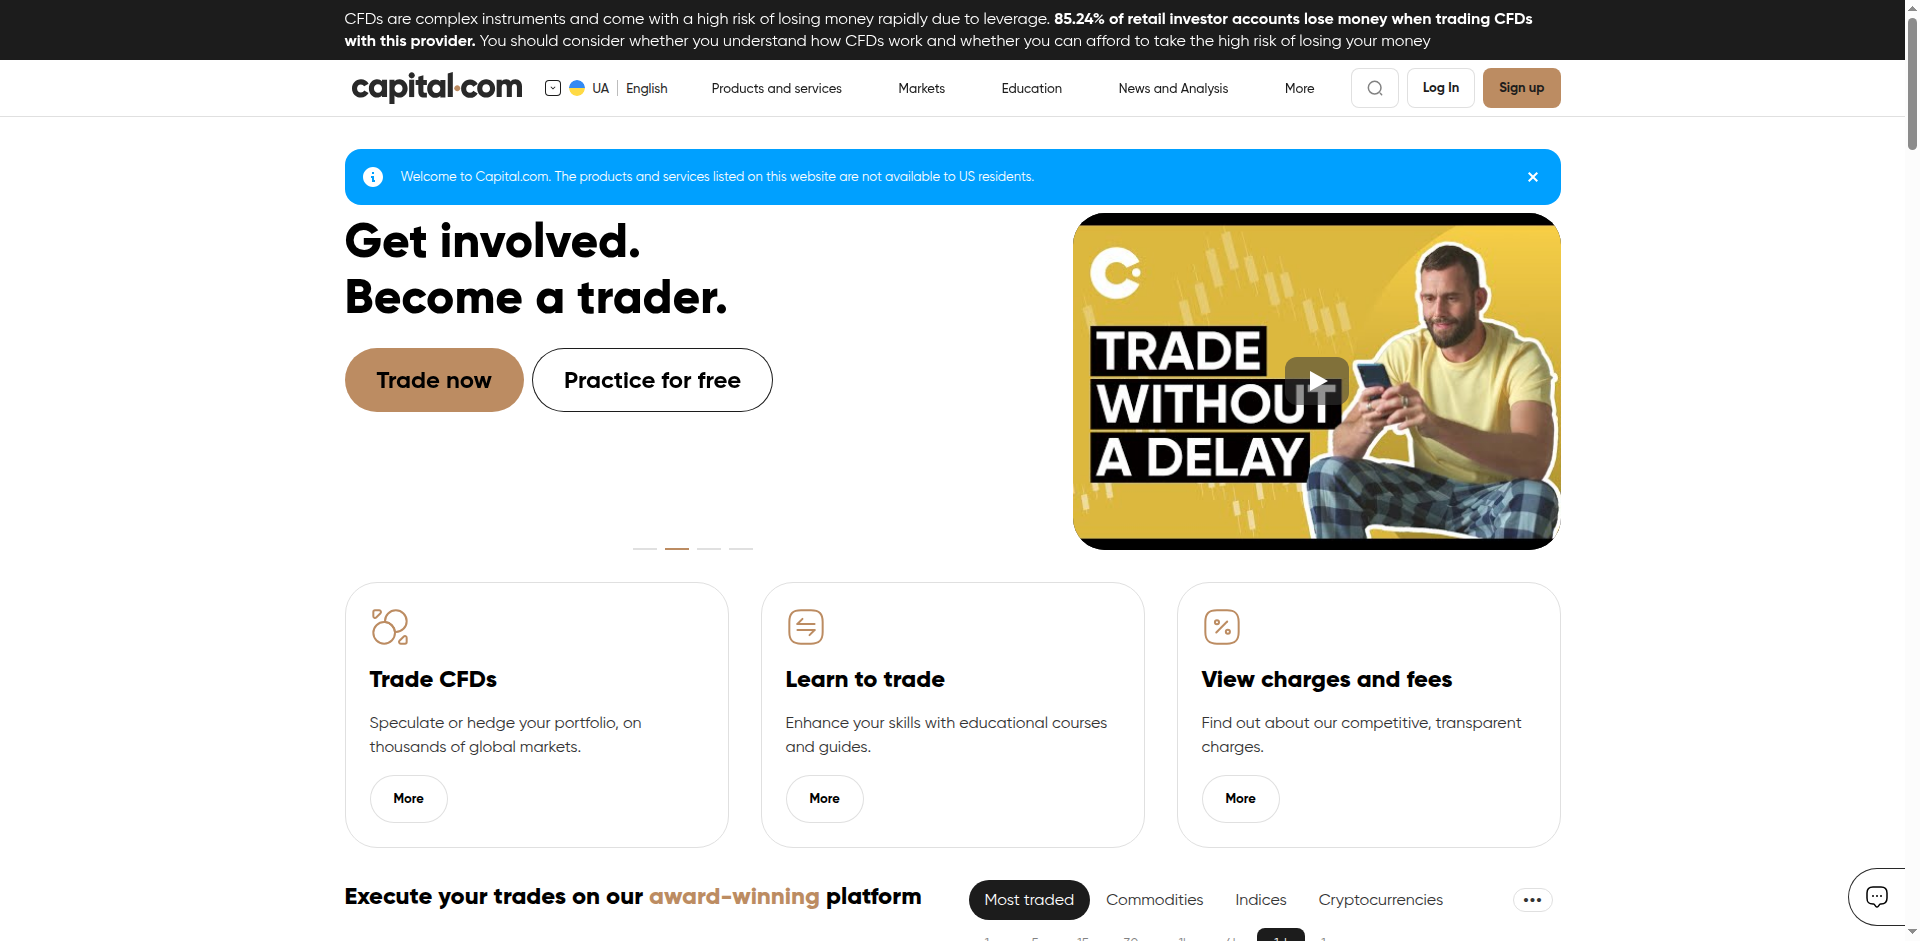 CFDs are complex instruments and come with a high risk of losing money rapidly due to leverage. 85.24% of retail investor accounts lose money when trading CFDs
with this provider. You should consider whether you understand how CFDs work and whether you can afford to take the high risk of losing your money
capital.com
UA
English
Products and services
Markets
Education
News and Analysis
More
Log In
Sign up
Welcome to Capital.com. The products and services listed on this website are not available to US residents.
Get involved.
Become a trader.
Trade now
Practice for free
TRADE
WITHOUT
A DELAY
Trade CFDs
Speculate or hedge your portfolio, on
thousands of global markets.
More
Learn to trade
Enhance your skills with educational courses
and guides.
More
View charges and fees
Find out about our competitive, transparent
charges.
More
Execute your trades on our award-winning platform
Most traded
Commodities
Indices
Cryptocurrencies